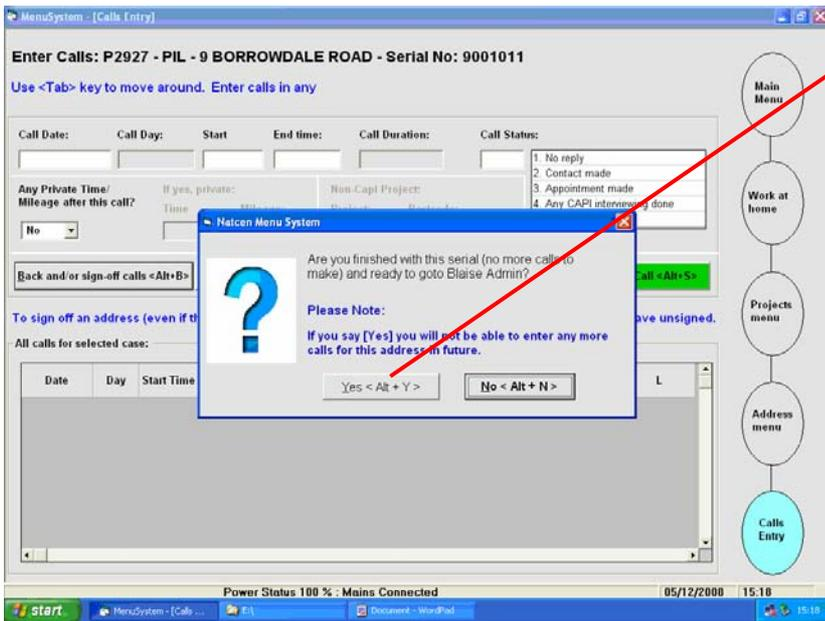 MenuSystem - [Calls Entry]
Enter Calls: P2927 - PIL - 9 BORROWDALE ROAD - Serial No: 9001011
Use <Tab> key to move around. Enter calls in any
Call Date: Call Day: Start End time: Call Duration: Call Status:
1. No reply
2. Contact made
3. Appointment made
4. Any CAPI interviewing done
Any Private Time/ If yes, private: Non-Capi Project:
Mileage after this call? Time
No
Natcen Menu System
Are you finished with this serial (no more calls to
make) and ready to goto Blaise Admin?
Please Note:
If you say [Yes] you will not be able to enter any more
calls for this address in future.
Yes < Alt + Y > No < Alt + N >
Back and/or sign-off calls <Alt+B> Call <Alt+S>
To sign off an address (even if th ave unsigned.
All calls for selected case:
Date Day Start Time L
Main
Menu
Work at
home
Projects
menu
Address
menu
Calls
Entry
Power Status 100 % : Mains Connected 05/12/2008 15:18
start MenuSystem - [Calls ... E:\ Document - WordPad 15:18